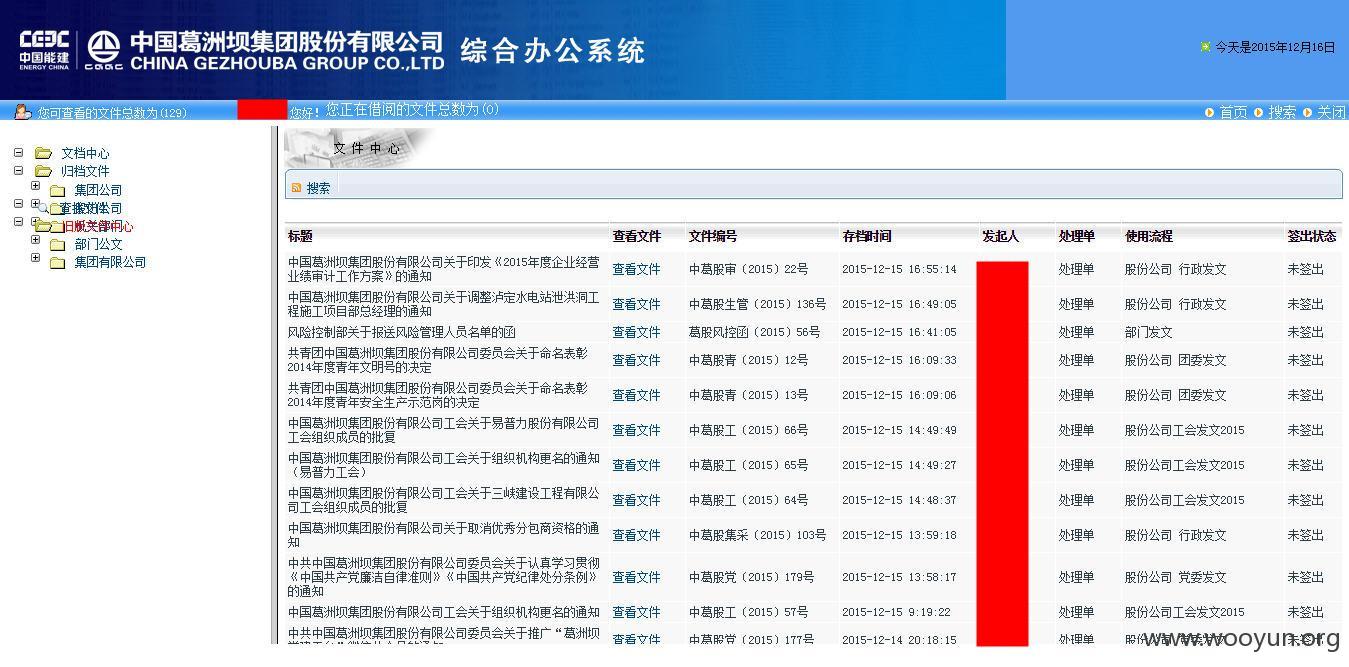 CEEC
中国能建
ENERGY CHINA
CGGC
中国葛洲坝集团股份有限公司
CHINA GEZHOUBA GROUP CO.,LTD
综合办公系统
今天是2015年12月16日
您可查看的文件总数为(129)
您好！您正在借阅的文件总数为(0)
首页 搜索 关闭
文档中心
归档文件
集团公司
部门公文
集团有限公司
文件中心
搜索
标题 查看文件 文件编号 存档时间 发起人 处理单 使用流程 签出状态
中国葛洲坝集团股份有限公司关于印发《2015年度企业经营
业绩审计工作方案》的通知
查看文件 中葛股审（2015）22号 2015-12-15 16:55:14 处理单 股份公司 行政发文 未签出
中国葛洲坝集团股份有限公司关于调整泸定水电站泄洪洞工
程施工项目部总经理的通知
查看文件 中葛股生管（2015）136号 2015-12-15 16:49:05 处理单 股份公司 行政发文 未签出
风险控制部关于报送风险管理人员名单的函 查看文件 葛股风控函（2015）56号 2015-12-15 16:41:05 处理单 部门发文 未签出
共青团中国葛洲坝集团股份有限公司委员会关于命名表彰
2014年度青年文明号的决定
查看文件 中葛股青（2015）12号 2015-12-15 16:09:33 处理单 股份公司 团委发文 未签出
共青团中国葛洲坝集团股份有限公司委员会关于命名表彰
2014年度青年安全生产示范岗的决定
查看文件 中葛股青（2015）13号 2015-12-15 16:09:06 处理单 股份公司 团委发文 未签出
中国葛洲坝集团股份有限公司工会关于易普力股份有限公司
工会组织成员的批复
查看文件 中葛股工（2015）66号 2015-12-15 14:49:49 处理单 股份公司工会发文2015 未签出
中国葛洲坝集团股份有限公司工会关于组织机构更名的通知
（易普力工会）
查看文件 中葛股工（2015）65号 2015-12-15 14:49:27 处理单 股份公司工会发文2015 未签出
中国葛洲坝集团股份有限公司工会关于三峡建设工程有限公
司工会组织成员的批复
查看文件 中葛股工（2015）64号 2015-12-15 14:48:37 处理单 股份公司工会发文2015 未签出
中国葛洲坝集团股份有限公司关于取消优秀分包商资格的通
知
查看文件 中葛股集采（2015）103号 2015-12-15 13:59:18 处理单 股份公司 行政发文 未签出
中共中国葛洲坝集团股份有限公司委员会关于认真学习贯彻
《中国共产党廉洁自律准则》《中国共产党纪律处分条例》
的通知
查看文件 中葛股党（2015）179号 2015-12-15 13:58:17 处理单 股份公司 党委发文 未签出
中国葛洲坝集团股份有限公司工会关于组织机构更名的通知 查看文件 中葛股工（2015）57号 2015-12-15 9:19:22 处理单 股份公司工会发文2015 未签出
中共中国葛洲坝集团股份有限公司委员会关于推广“葛洲坝
查看文件 中葛股党（2015）177号 2015-12-14 20:18:15 处理单
www.wooyun.org